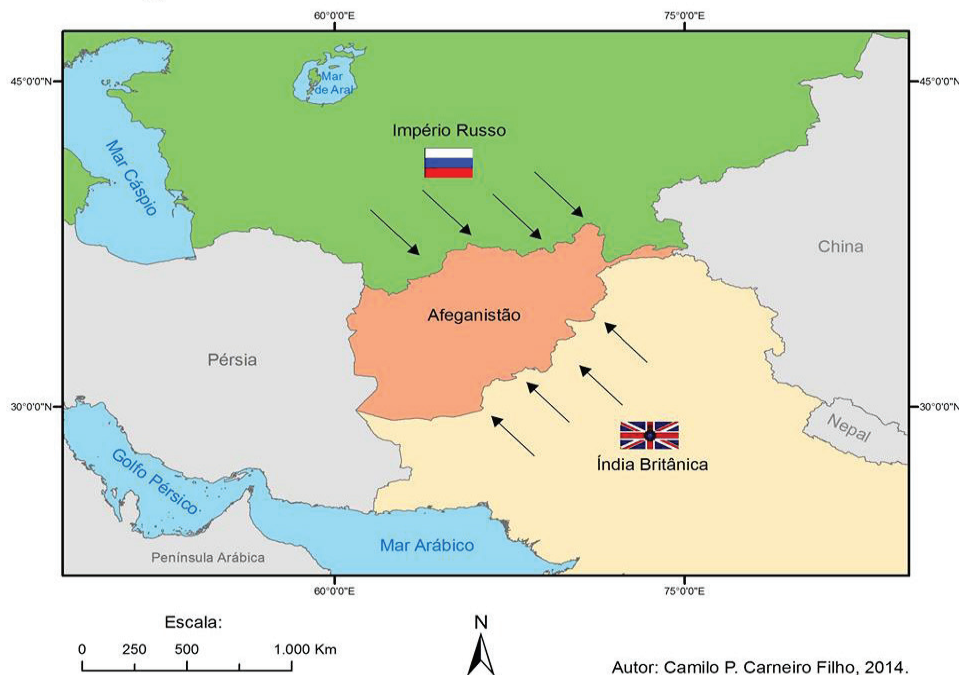 60°0'0"E
75°0'0"E
45°0'0"N
45°0'0"N
Mar
de Aral
Império Russo
Mar Cáspio
China
Afeganistão
Pérsia
30°0'0"N
30°0'0"N
Nepal
Índia Britânica
Golfo Pérsico
Mar Arábico
Península Arábica
60°0'0"E
75°0'0"E
Escala:
N
0 250 500 1.000 Km
Autor: Camilo P. Carneiro Filho, 2014.